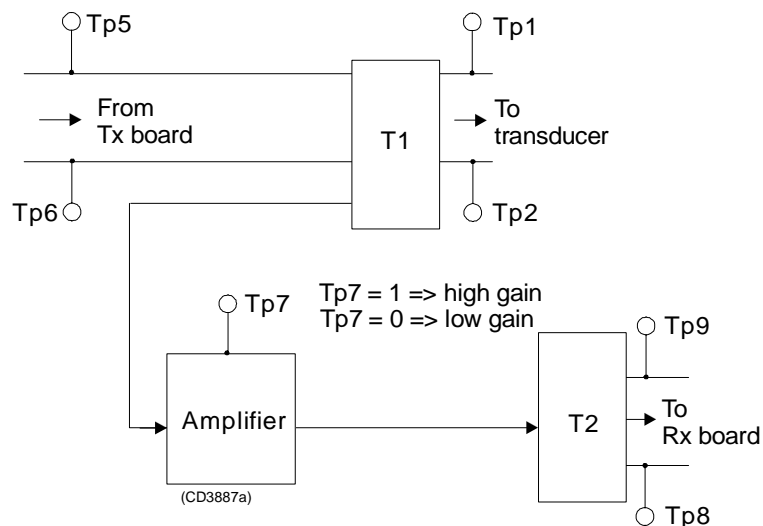 Tp5
Tp1
From
Tx board
T1
To
transducer
Tp6
Tp2
Tp7
Tp7 = 1 => high gain
Tp7 = 0 => low gain
Tp9
Amplifier
T2
To
Rx board
(CD3887a)
Tp8